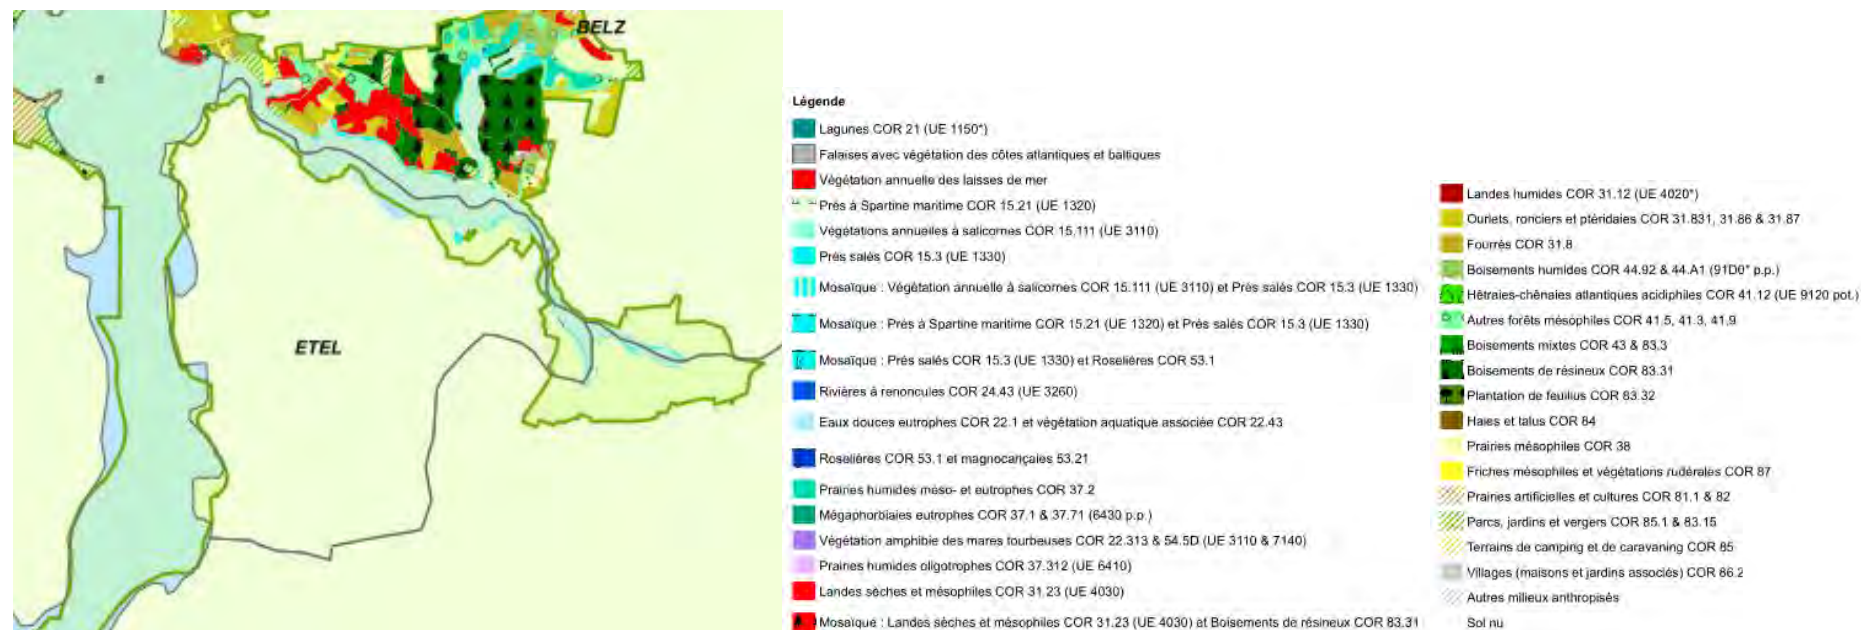 BELZ
ETEL
Légende
Lagunes COR 21 (UE 1150*)
Falaises avec végétation des côtes atlantiques et baltiques
Végétation annuelle des laisses de mer
Prés à Spartine maritime COR 15.21 (UE 1320)
Végétations annuelles à salicornes COR 15.111 (UE 3110)
Prés salés COR 15.3 (UE 1330)
Mosaïque : Végétation annuelle à salicornes COR 15.111 (UE 3110) et Prés salés COR 15.3 (UE 1330)
Mosaïque : Prés à Spartine maritime COR 15.21 (UE 1320) et Prés salés COR 15.3 (UE 1330)
Mosaïque : Prés salés COR 15.3 (UE 1330) et Roselières COR 53.1
Rivières à renoncules COR 24.43 (UE 3260)
Eaux douces eutrophes COR 22.1 et végétation aquatique associée COR 22.43
Roselières COR 53.1 et magnocariçaies 53.21
Prairies humides méso- et eutrophes COR 37.2
Mégaphorbiaies eutrophes COR 37.1 & 37.71 (6430 p.p.)
Végétation amphibie des mares tourbeuses COR 22.313 & 54.5D (UE 3110 & 7140)
Prairies humides oligotrophes COR 37.312 (UE 6410)
Landes sèches et mésophiles COR 31.23 (UE 4030)
Mosaïque : Landes sèches et mésophiles COR 31.23 (UE 4030) et Boisements de résineux COR 83.31
Landes humides COR 31.12 (UE 4020*)
Ourlets, ronciers et ptéridaies COR 31.831, 31.86 & 31.87
Fourrés COR 31.8
Boisements humides COR 44.92 & 44.A1 (91D0* p.p.)
Hêtraies-chênaies atlantiques acidiphiles COR 41.12 (UE 9120 pot.)
Autres forêts mésophiles COR 41.5, 41.3, 41.9
Boisements mixtes COR 43 & 83.3
Boisements de résineux COR 83.31
Plantation de feuillus COR 83.32
Haies et talus COR 84
Prairies mésophiles COR 38
Friches mésophiles et végétations rudérales COR 87
Prairies artificielles et cultures COR 81.1 & 82
Parcs, jardins et vergers COR 85.1 & 83.15
Terrains de camping et de caravaning COR 85
Villages (maisons et jardins associés) COR 86.2
Autres milieux anthropisés
Sol nu